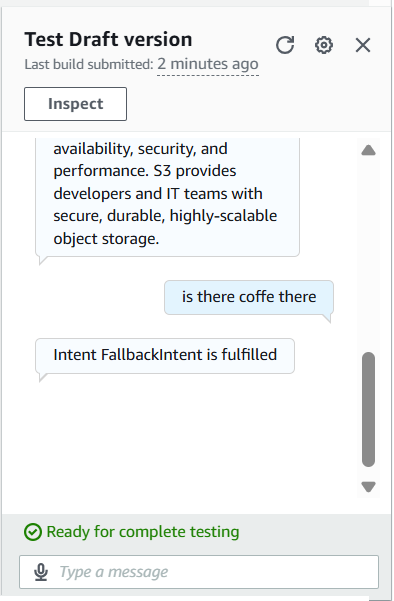 Test Draft version
Last build submitted: 2 minutes ago
Inspect
availability, security, and
performance. S3 provides
developers and IT teams with
secure, durable, highly-scalable
object storage.
is there coffe there
Intent FallbackIntent is fulfilled
Ready for complete testing
Type a message